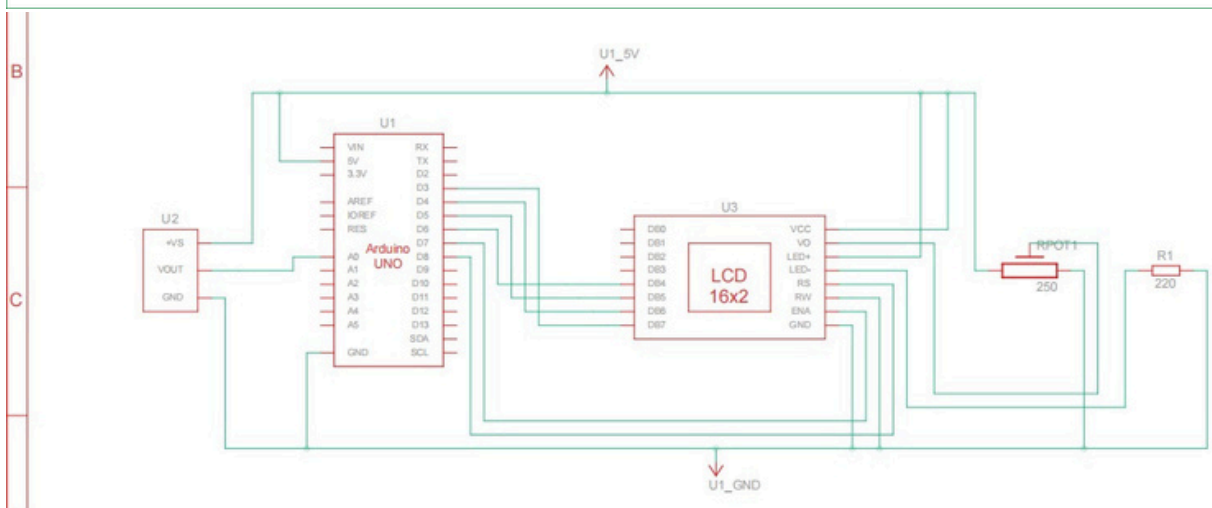 B
C
U1_5V
U1
VIN
5V
3.3V
AREF
IOREF
RES
A0
A1
A2
A3
A4
A5
GND
Arduino
UNO
RX
TX
D2
D3
D4
D5
D6
D7
D8
D9
D10
D11
D12
D13
SDA
SCL
U2
+VS
VOUT
GND
U3
DB0
DB1
DB2
DB3
DB4
DB5
DB6
DB7
LCD
16x2
VCC
VO
LED+
LED-
RS
RW
ENA
GND
RPOT1
250
R1
220
U1_GND